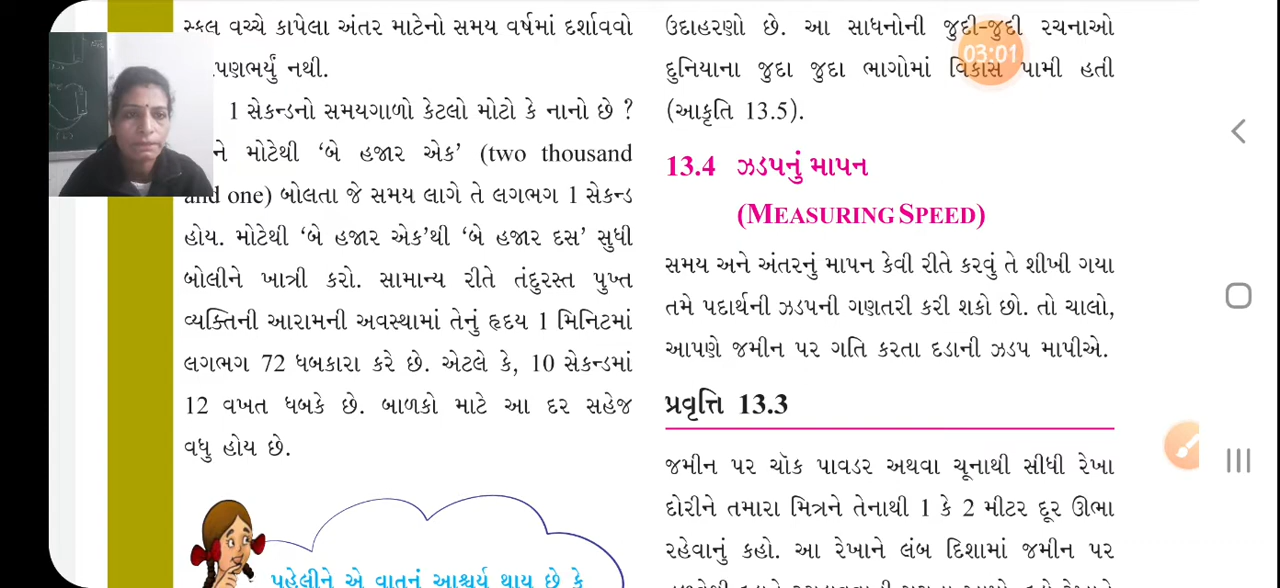 સ્કૂલ વચ્ચે કાપેલા અંતર માટેનો સમય વર્ષમાં દર્શાવવો
પણભર્યું નથી.
1 સેકન્ડનો સમયગાળો કેટલો મોટો કે નાનો છે ?
ને મોટેથી ‘બે હજાર એક’ (two thousand
and one) બોલતા જે સમય લાગે તે લગભગ 1 સેકન્ડ
હોય. મોટેથી ‘બે હજાર એક’થી ‘બે હજાર દસ’ સુધી
બોલીને ખાત્રી કરો. સામાન્ય રીતે તંદુરસ્ત પુખ્ત
વ્યક્તિની આરામની અવસ્થામાં તેનું હૃદય 1 મિનિટમાં
લગભગ 72 ધબકારા કરે છે. એટલે કે, 10 સેકન્ડમાં
12 વખત ધબકે છે. બાળકો માટે આ દર સહેજ
વધુ હોય છે.
પહેલીને એ વાતનું આશ્ચર્ય થાય છે કે
ઉદાહરણો છે. આ સાધનોની જુદી-જુદી રચનાઓ
03:01
દુનિયાના જુદા જુદા ભાગોમાં વિકાસ પામી હતી
(આકૃતિ 13.5).
13.4 ઝડપનું માપન
(MEASURING SPEED)
સમય અને અંતરનું માપન કેવી રીતે કરવું તે શીખી ગયા
તમે પદાર્થની ઝડપની ગણતરી કરી શકો છો. તો ચાલો,
આપણે જમીન પર ગતિ કરતા દડાની ઝડપ માપીએ.
પ્રવૃત્તિ 13.3
જમીન પર ચૉક પાવડર અથવા ચૂનાથી સીધી રેખા
દોરીને તમારા મિત્રને તેનાથી 1 કે 2 મીટર દૂર ઊભા
રહેવાનું કહો. આ રેખાને લંબ દિશામાં જમીન પર